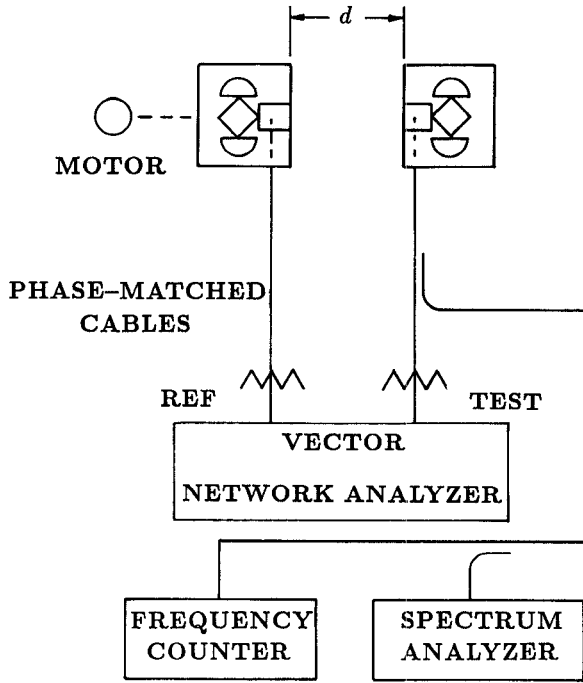 d
MOTOR
PHASE–MATCHED
CABLES
REF
TEST
VECTOR
NETWORK ANALYZER
FREQUENCY
COUNTER
SPECTRUM
ANALYZER